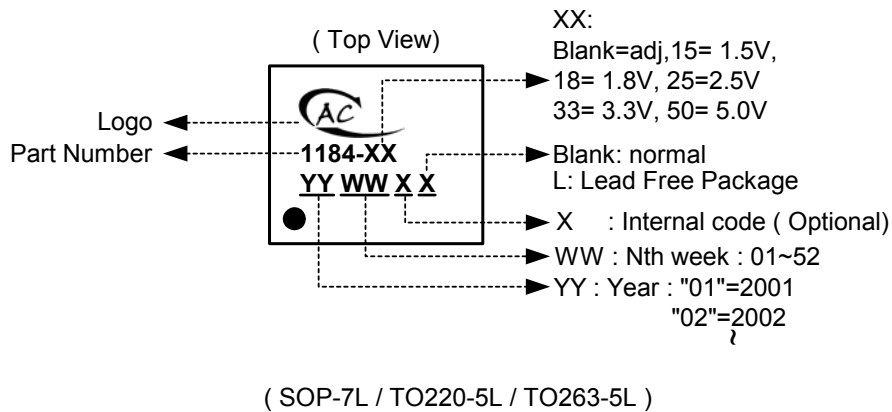 ( Top View)
XX:
Blank=adj,15= 1.5V,
18= 1.8V, 25=2.5V
33= 3.3V, 50= 5.0V
AC
Logo
Part Number
1184-XX
YY WW X X
Blank: normal
L: Lead Free Package
X : Internal code ( Optional)
WW : Nth week : 01~52
YY : Year : "01"=2001
"02"=2002
~
( SOP-7L / TO220-5L / TO263-5L )